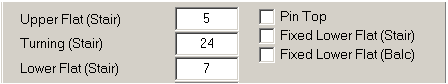 Upper Flat (Stair) 5 Pin Top
Turning (Stair) 24 Fixed Lower Flat (Stair)
Lower Flat (Stair) 7 Fixed Lower Flat (Balc)